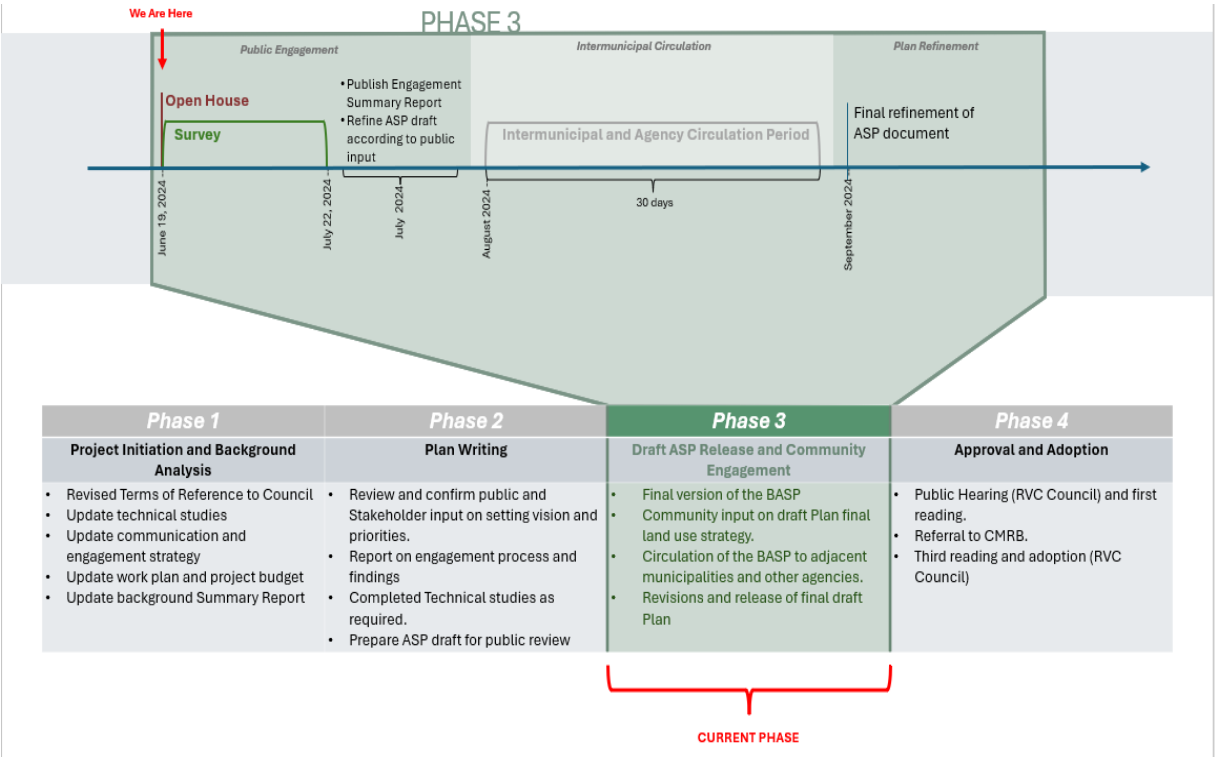 We Are Here
PHASE 3
Public Engagement
Intermunicipal Circulation
Plan Refinement
Open House
Survey
•Publish Engagement
Summary Report
•Refine ASP draft
according to public
input
Intermunicipal and Agency Circulation Period
Final refinement of
ASP document
June 19, 2024
July 22, 2024
July 2024
August 2024
30 days
September 2024
Phase 1
Project Initiation and Background
Analysis
• Revised Terms of Reference to Council
• Update technical studies
• Update communication and
engagement strategy
• Update work plan and project budget
• Update background Summary Report
Phase 2
Plan Writing
• Review and confirm public and
Stakeholder input on setting vision and
priorities.
• Report on engagement process and
findings
• Completed Technical studies as
required.
• Prepare ASP draft for public review
Phase 3
Draft ASP Release and Community
Engagement
• Final version of the BASP
• Community input on draft Plan final
land use strategy.
• Circulation of the BASP to adjacent
municipalities and other agencies.
• Revisions and release of final draft
Plan
Phase 4
Approval and Adoption
• Public Hearing (RVC Council) and first
reading.
• Referral to CMRB.
• Third reading and adoption (RVC
Council)
CURRENT PHASE